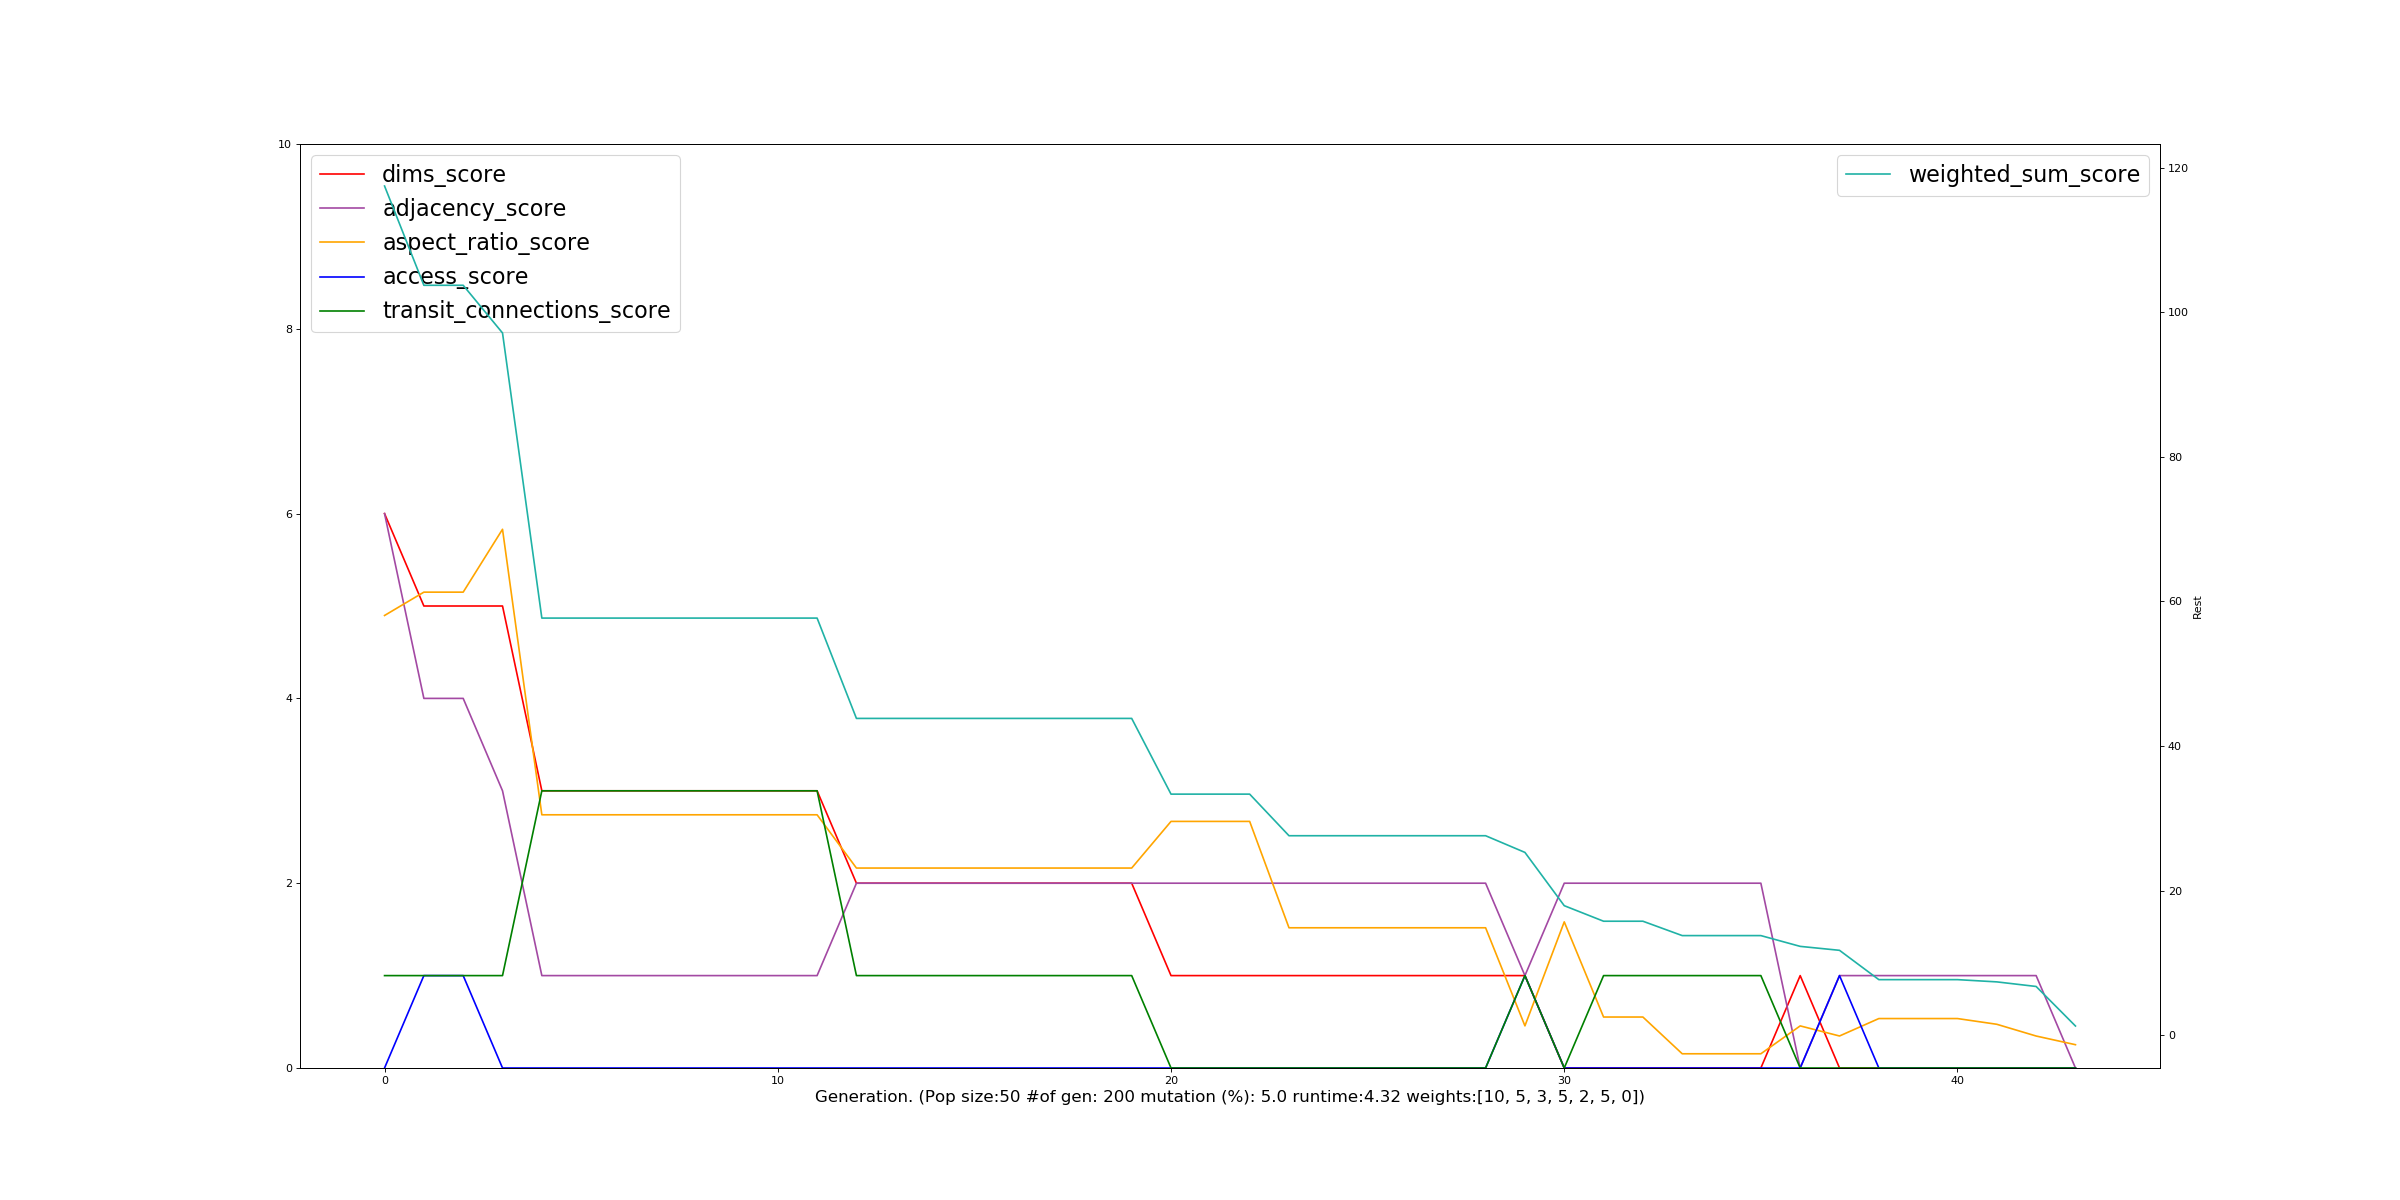 10
8
6
4
2
0
dims_score
adjacency_score
aspect_ratio_score
access_score
transit_connections_score
weighted_sum_score
120
100
80
60
40
20
0
Rest
0 10 20 30 40
Generation. (Pop size:50 #of gen: 200 mutation (%): 5.0 runtime:4.32 weights:[10, 5, 3, 5, 2, 5, 0])